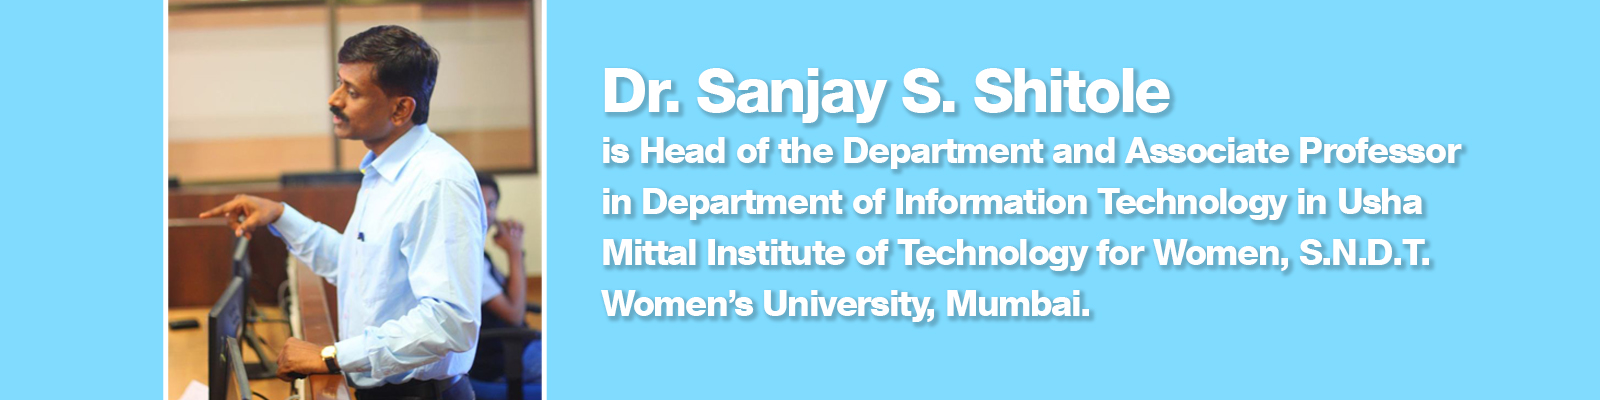 Dr. Sanjay S. Shitole
is Head of the Department and Associate Professor
in Department of Information Technology in Usha
Mittal Institute of Technology for Women, S.N.D.T.
Women’s University, Mumbai.